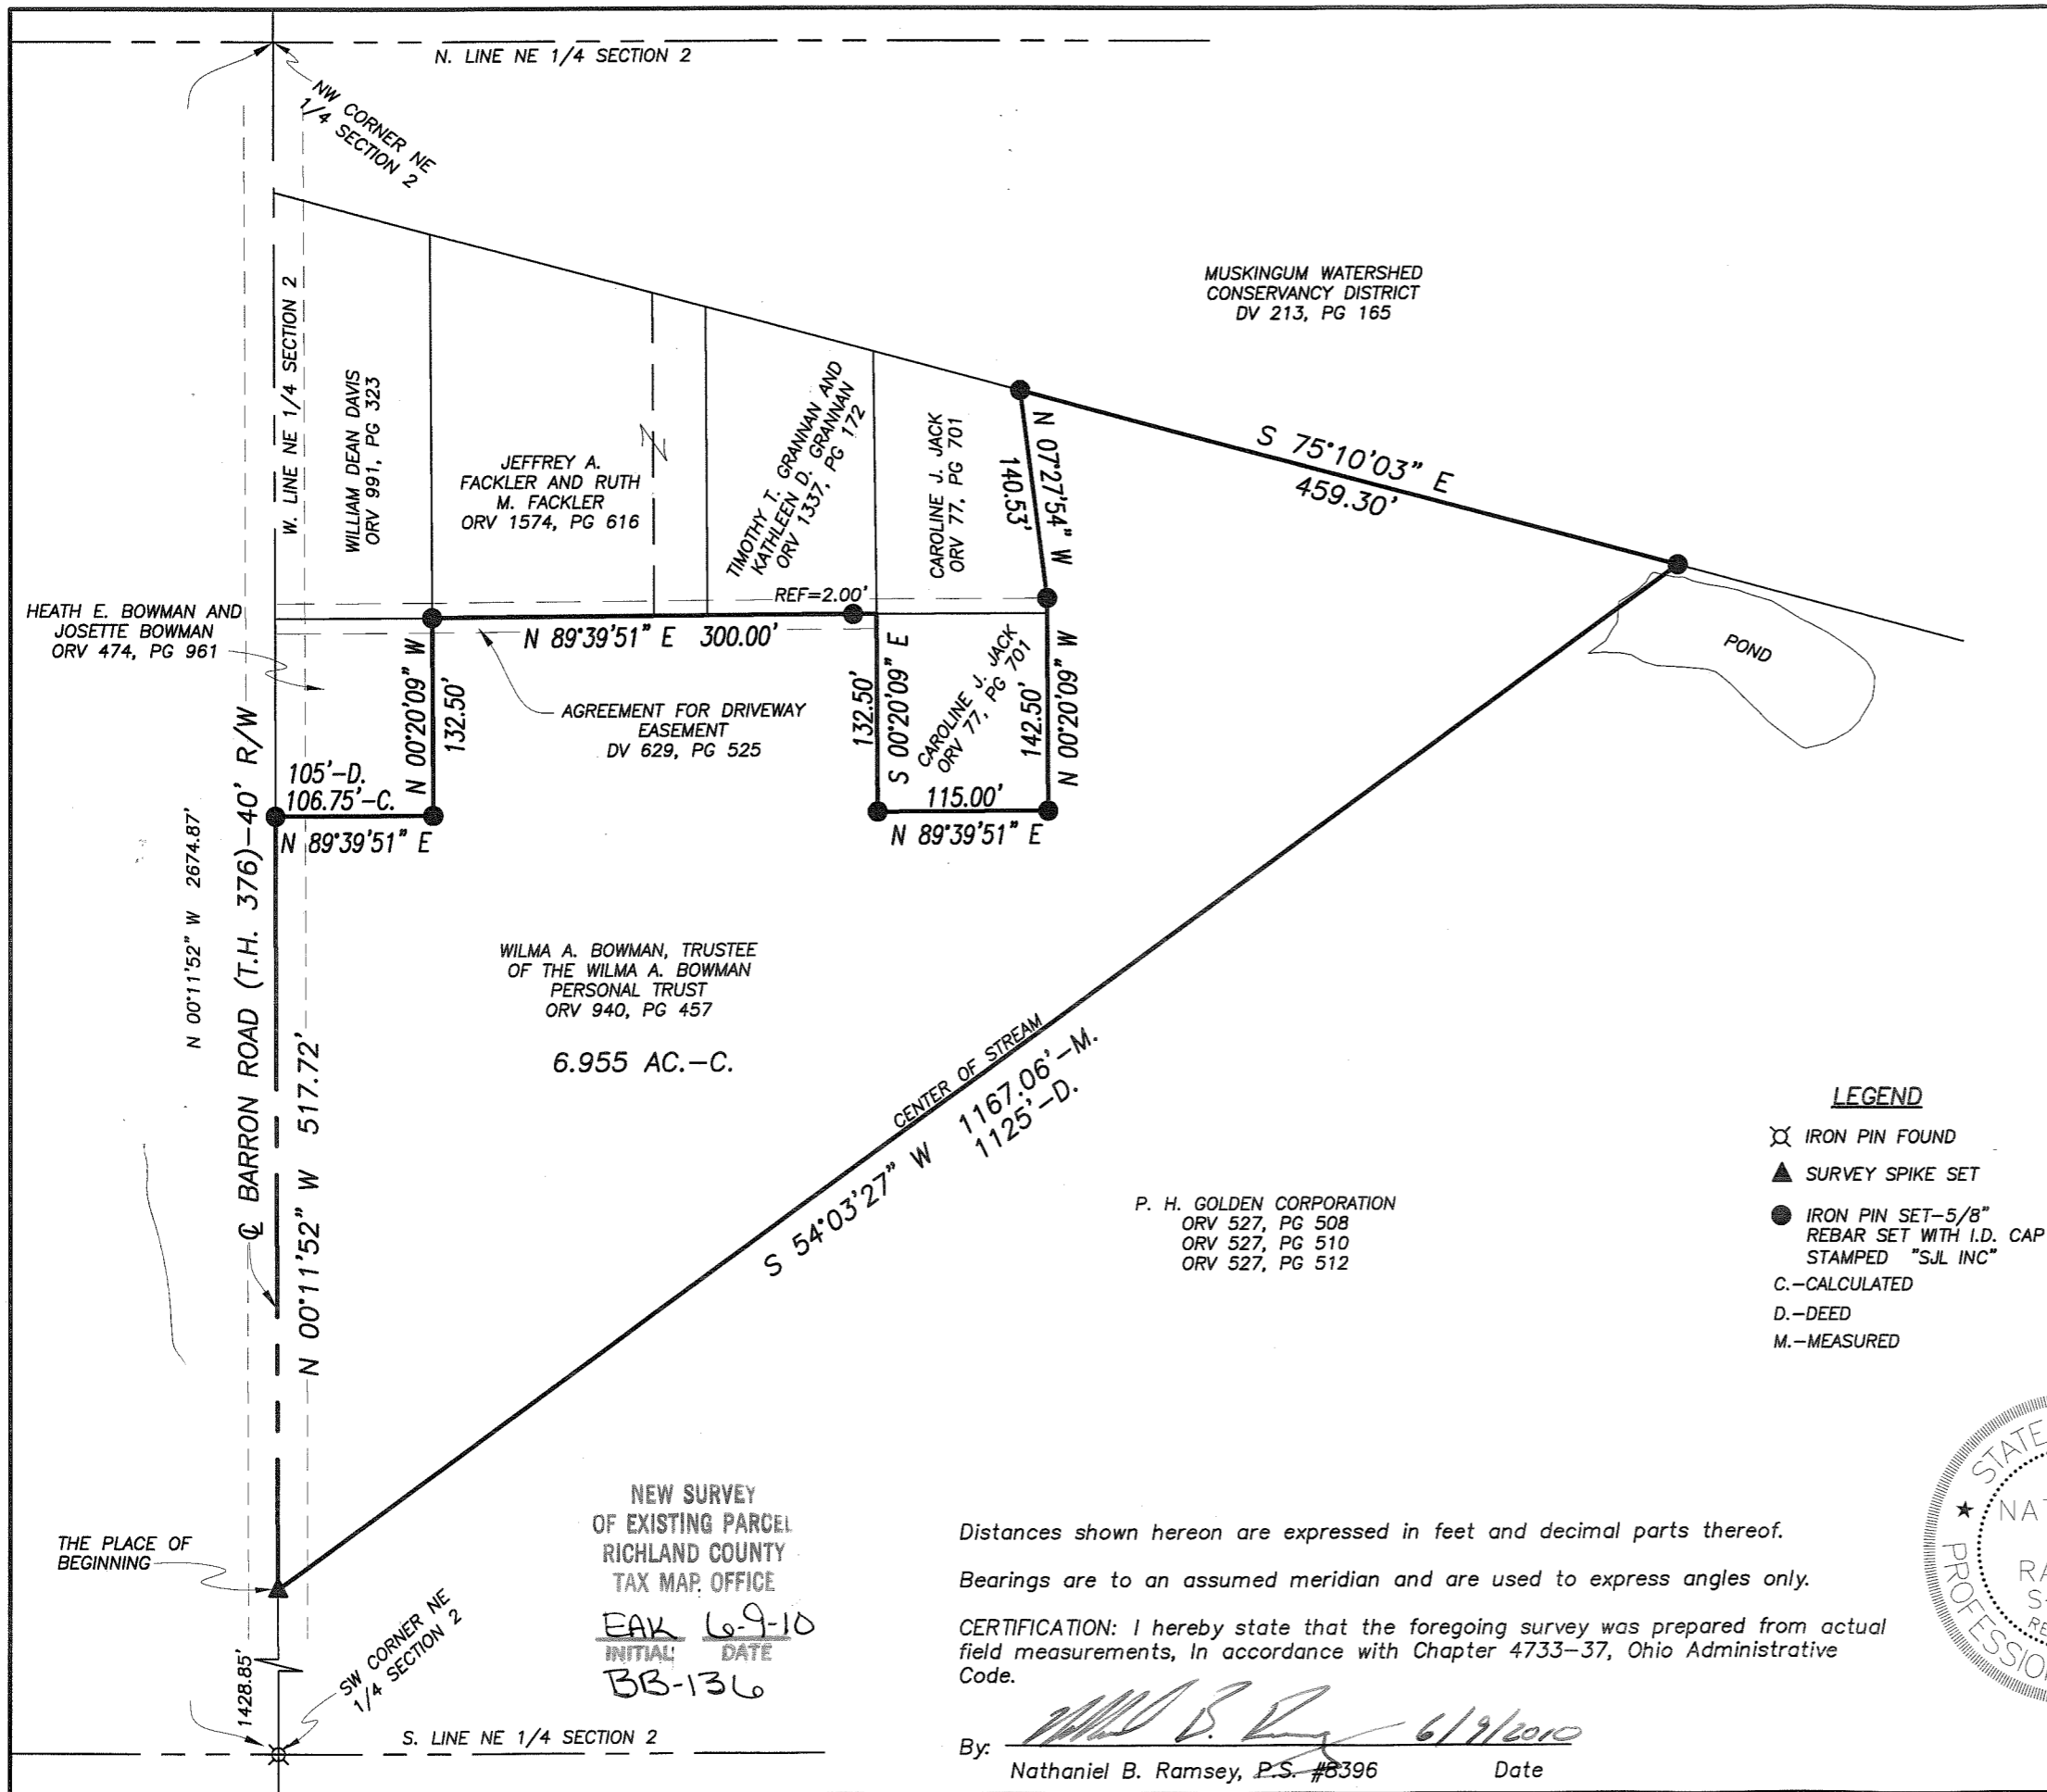 N. LINE NE 1/4 SECTION 2
NW CORNER NE
1/4 SECTION 2
W. LINE NE 1/4 SECTION 2
WILLIAM DEAN DAVIS
ORV 991, PG 323
JEFFREY A.
FACKLER AND RUTH
M. FACKLER
ORV 1574, PG 616
TIMOTHY T. GRANNAN AND
KATHLEEN D. GRANNAN
ORV 1337, PG 172
CAROLINE J. JACK
ORV 77, PG 701
N 07°27'54" W
140.53'
MUSKINGUM WATERSHED
CONSERVANCY DISTRICT
DV 213, PG 165
S 75°10'03" E
459.30'
POND
HEATH E. BOWMAN AND
JOSETTE BOWMAN
ORV 474, PG 961
REF=2.00'
N 89°39'51" E 300.00'
N 00°20'09" W
132.50'
AGREEMENT FOR DRIVEWAY
EASEMENT
DV 629, PG 525
132.50'
S 00°20'09" E
CAROLINE J. JACK
ORV 77, PG 701
142.50'
N 00°20'09" W
105'-D.
106.75'-C.
N 89°39'51" E
115.00'
N 89°39'51" E
N 00°11'52" W 2674.87'
℄ BARRON ROAD (T.H. 376)-40' R/W
N 00°11'52" W 517.72'
WILMA A. BOWMAN, TRUSTEE
OF THE WILMA A. BOWMAN
PERSONAL TRUST
ORV 940, PG 457
6.955 AC.-C.
CENTER OF STREAM
S 54°03'27" W 1167.06'-M.
1125'-D.
P. H. GOLDEN CORPORATION
ORV 527, PG 508
ORV 527, PG 510
ORV 527, PG 512
LEGEND
IRON PIN FOUND
SURVEY SPIKE SET
IRON PIN SET-5/8"
REBAR SET WITH I.D. CAP
STAMPED "SJL INC"
C.-CALCULATED
D.-DEED
M.-MEASURED
THE PLACE OF
BEGINNING
1428.85'
SW CORNER NE
1/4 SECTION 2
S. LINE NE 1/4 SECTION 2
NEW SURVEY
OF EXISTING PARCEL
RICHLAND COUNTY
TAX MAP OFFICE
EAK 6-9-10
INITIAL DATE
BB-136
Distances shown hereon are expressed in feet and decimal parts thereof.
Bearings are to an assumed meridian and are used to express angles only.
CERTIFICATION: I hereby state that the foregoing survey was prepared from actual
field measurements, In accordance with Chapter 4733-37, Ohio Administrative
Code.
By: 6/9/2010
Nathaniel B. Ramsey, P.S. #8396 Date
STATE
NAT
RA
S-
RE
PROFESSION